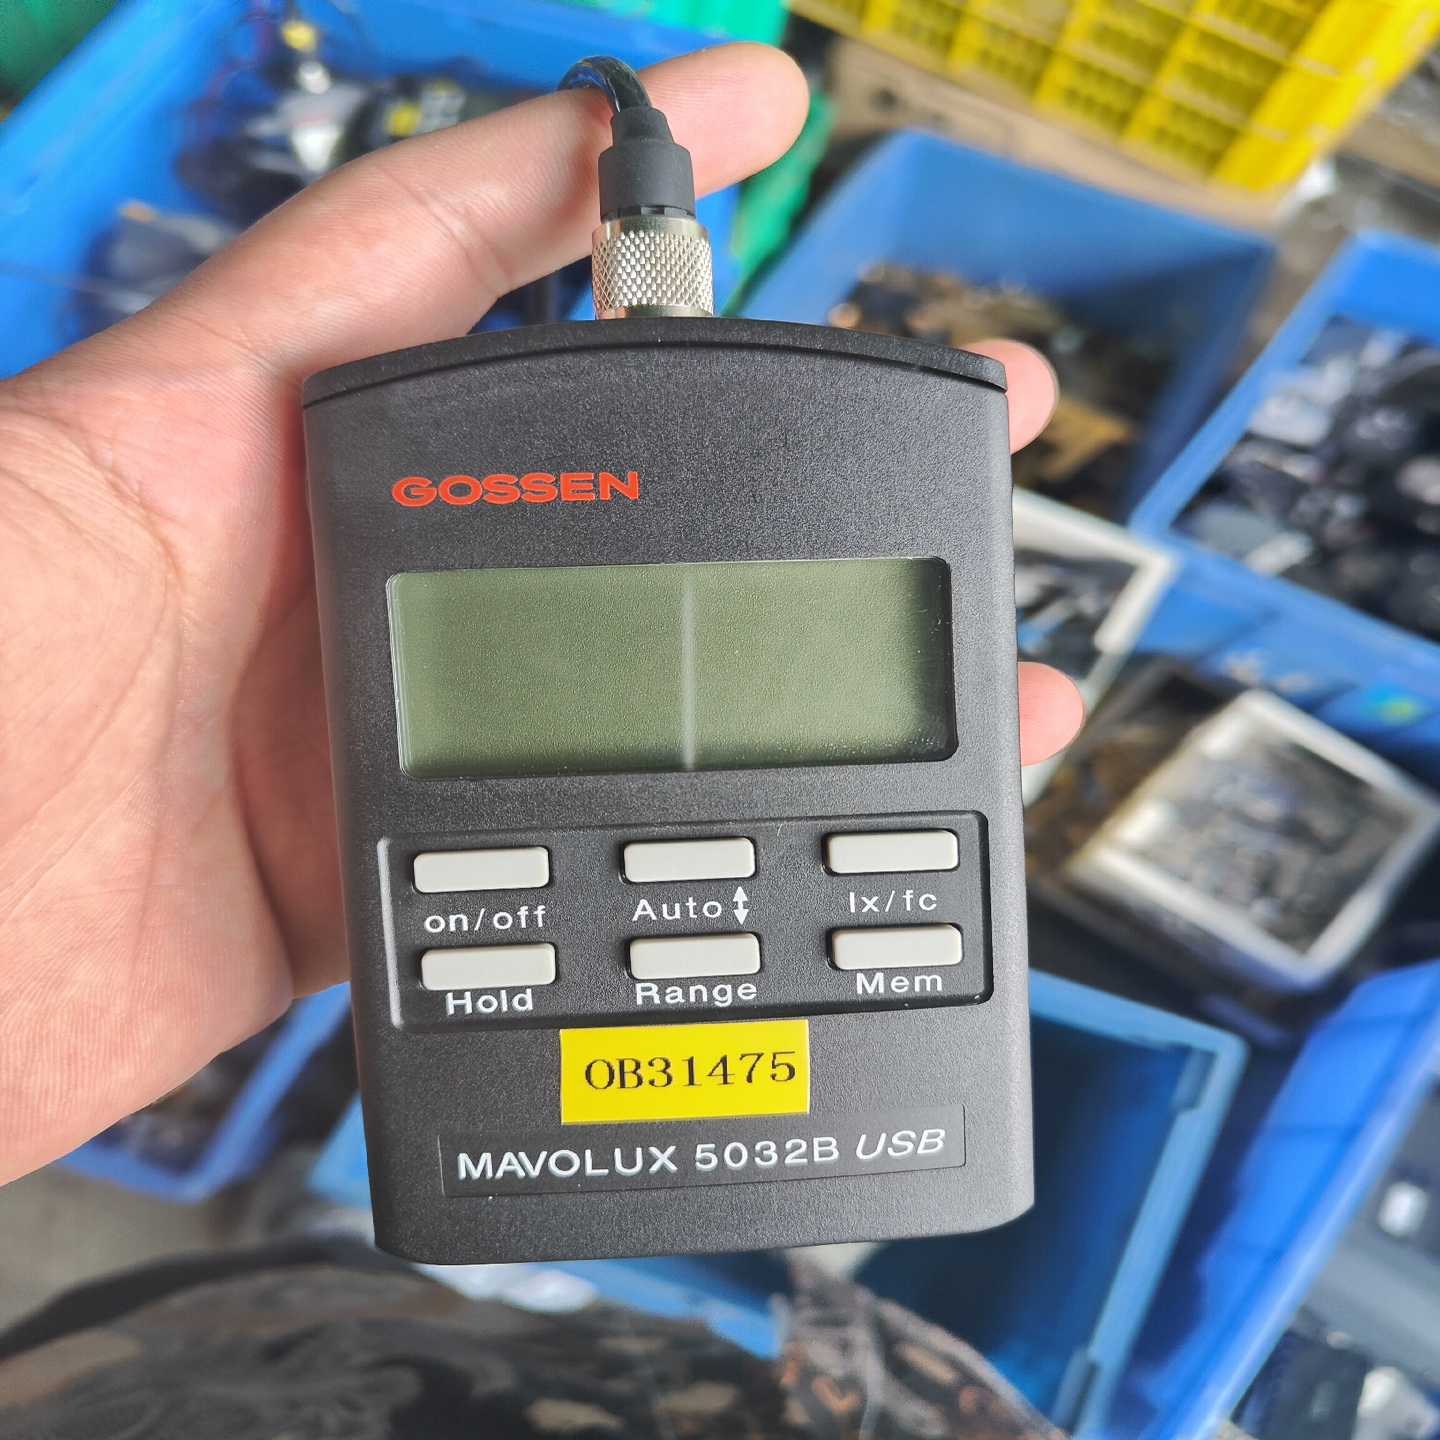 GOSSEN
on/off
Auto
lx/fc
Hold
Range
Mem
OB31475
MAVOLUX 5032B USB